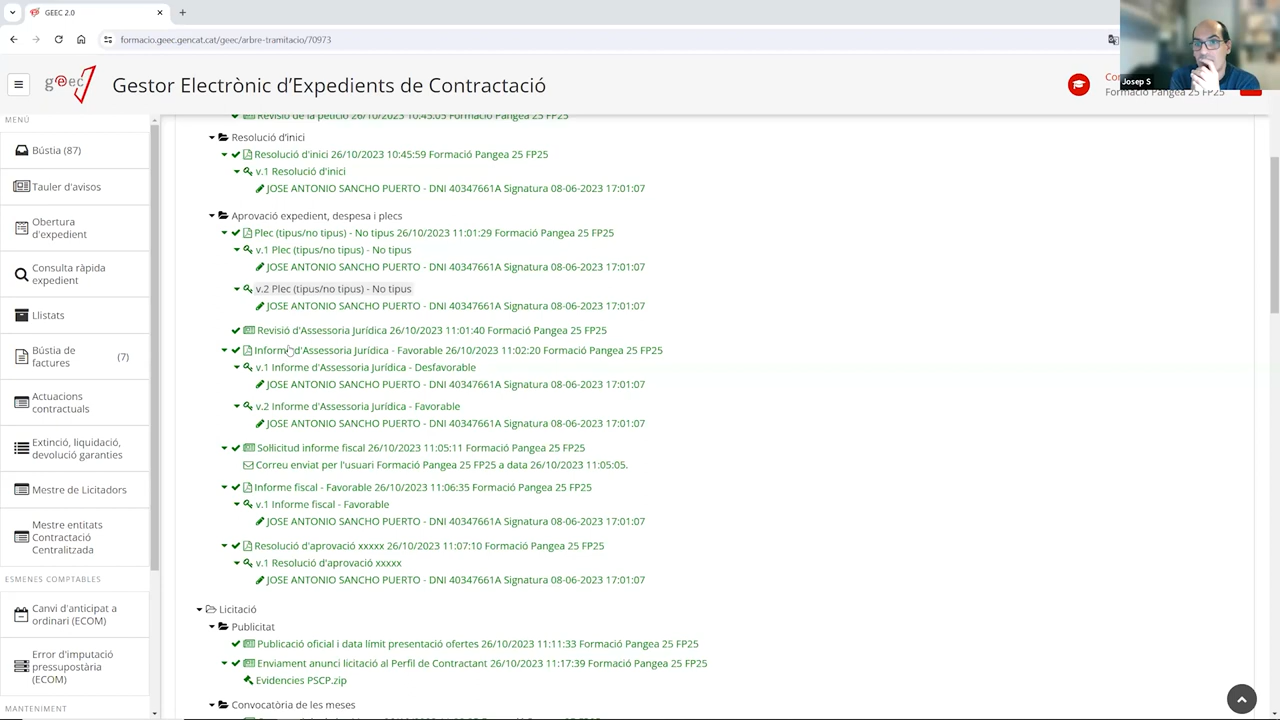 GEEC 2.0
formacio.geec.gencat.cat/geec/arbre-tramitacio/70973
Josep S
geec
Gestor Electrònic d'Expedients de Contractació
Formació Pangea 25 FP25
MENÚ
Bústia (87)
Tauler d'avisos
Obertura
d'expedient
Consulta ràpida
expedient
Llistats
Bústia de
factures
(7)
Actuacions
contractuals
Extinció, liquidació,
devolució garanties
Mestre de Licitadors
Mestre entitats
Contractació
Centralitzada
ESMENES COMPTABLES
Canvi d'anticipat a
ordinari (ECOM)
Error d'imputació
pressupostària
(ECOM)
MANTENIMENT
Revisió de la petició 26/10/2023 10:45:05 Formació Pangea 25 FP25
Resolució d'inici
Resolució d'inici 26/10/2023 10:45:59 Formació Pangea 25 FP25
v.1 Resolució d'inici
JOSE ANTONIO SANCHO PUERTO - DNI 40347661A Signatura 08-06-2023 17:01:07
Aprovació expedient, despesa i plecs
Plec (tipus/no tipus) - No tipus 26/10/2023 11:01:29 Formació Pangea 25 FP25
v.1 Plec (tipus/no tipus) - No tipus
JOSE ANTONIO SANCHO PUERTO - DNI 40347661A Signatura 08-06-2023 17:01:07
v.2 Plec (tipus/no tipus) - No tipus
JOSE ANTONIO SANCHO PUERTO - DNI 40347661A Signatura 08-06-2023 17:01:07
Revisió d'Assessoria Jurídica 26/10/2023 11:01:40 Formació Pangea 25 FP25
Informe d'Assessoria Jurídica - Favorable 26/10/2023 11:02:20 Formació Pangea 25 FP25
v.1 Informe d'Assessoria Jurídica - Desfavorable
JOSE ANTONIO SANCHO PUERTO - DNI 40347661A Signatura 08-06-2023 17:01:07
v.2 Informe d'Assessoria Jurídica - Favorable
JOSE ANTONIO SANCHO PUERTO - DNI 40347661A Signatura 08-06-2023 17:01:07
Sol·licitud informe fiscal 26/10/2023 11:05:11 Formació Pangea 25 FP25
Correu enviat per l'usuari Formació Pangea 25 FP25 a data 26/10/2023 11:05:05.
Informe fiscal - Favorable 26/10/2023 11:06:35 Formació Pangea 25 FP25
v.1 Informe fiscal - Favorable
JOSE ANTONIO SANCHO PUERTO - DNI 40347661A Signatura 08-06-2023 17:01:07
Resolució d'aprovació xxxxx 26/10/2023 11:07:10 Formació Pangea 25 FP25
v.1 Resolució d'aprovació xxxxx
JOSE ANTONIO SANCHO PUERTO - DNI 40347661A Signatura 08-06-2023 17:01:07
Licitació
Publicitat
Publicació oficial i data límit presentació ofertes 26/10/2023 11:11:33 Formació Pangea 25 FP25
Enviament anunci licitació al Perfil de Contractant 26/10/2023 11:17:39 Formació Pangea 25 FP25
Evidencies PSCP.zip
Convocatòria de les meses